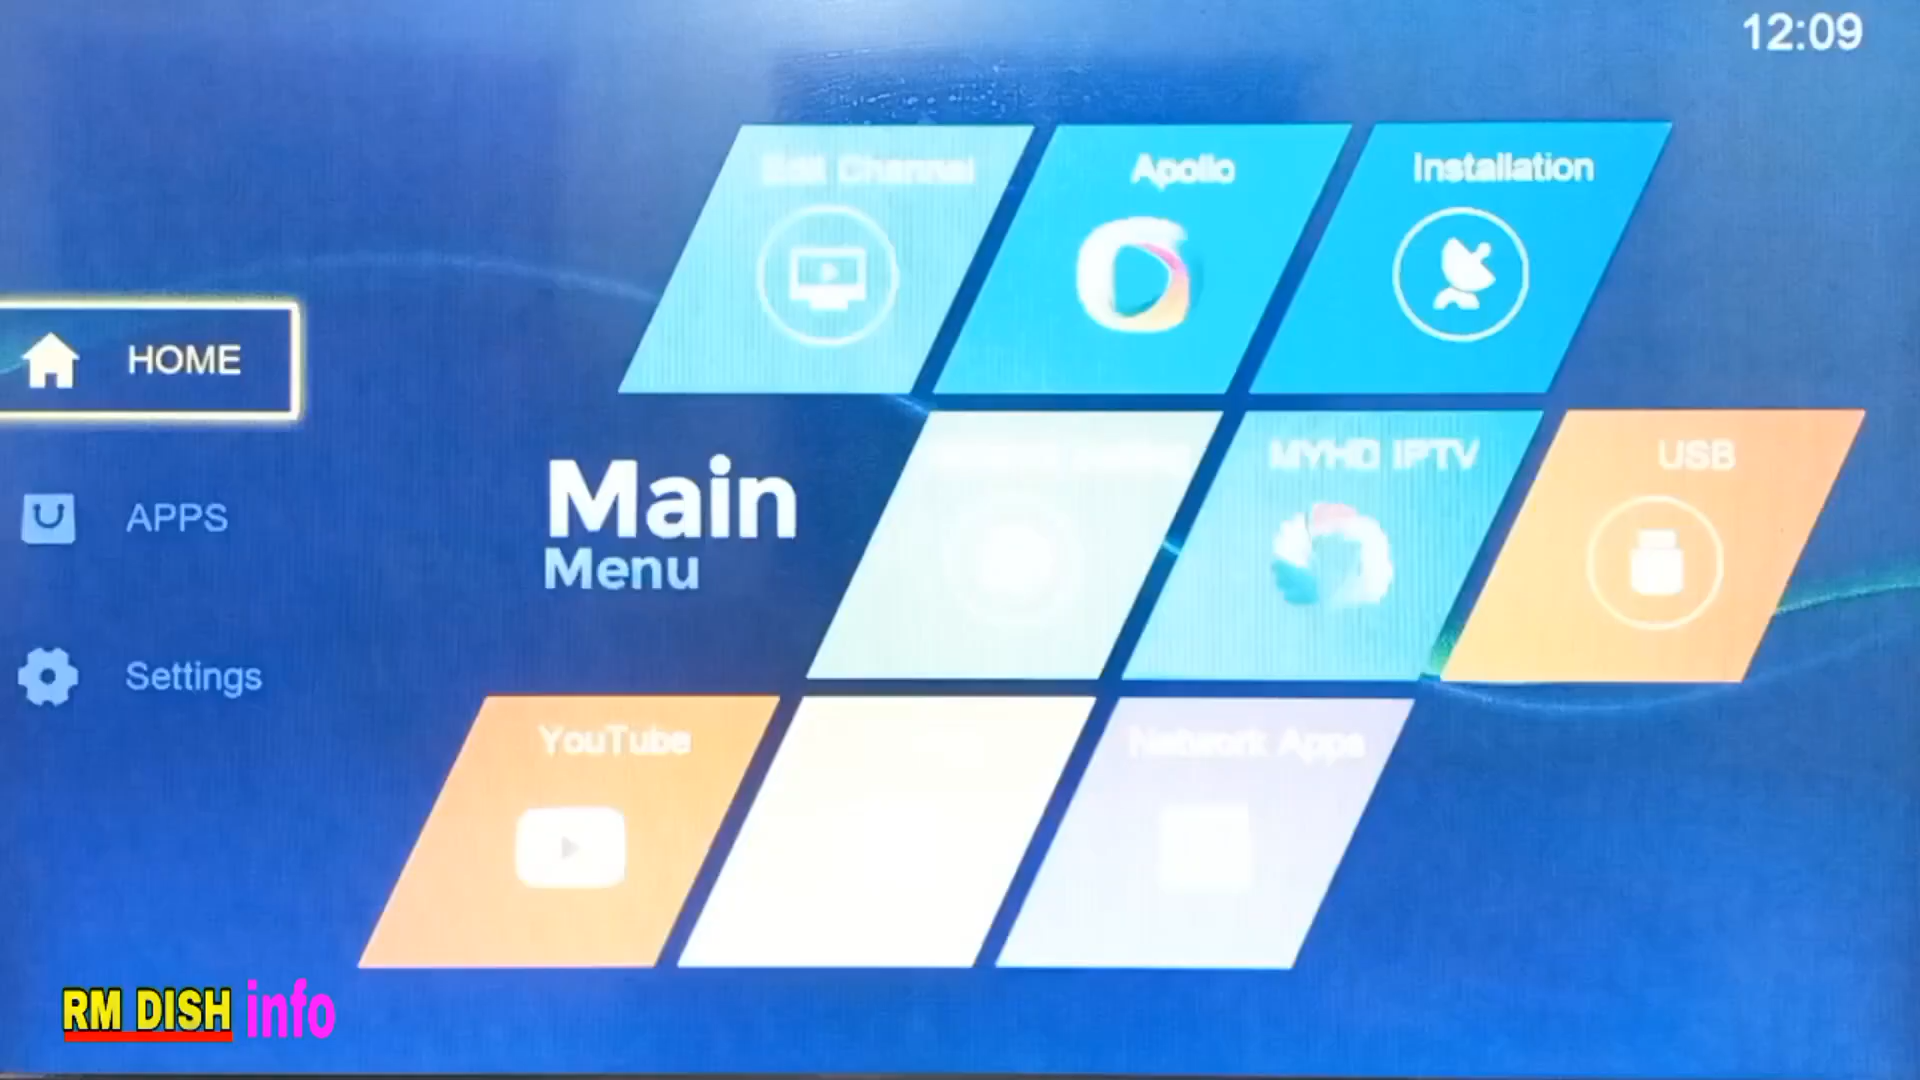 12:09
Edit Channel
Apollo
Installation
HOME
MYHD IPTV
USB
Main
Menu
APPS
Settings
YouTube
Network Apps
RM DISH info